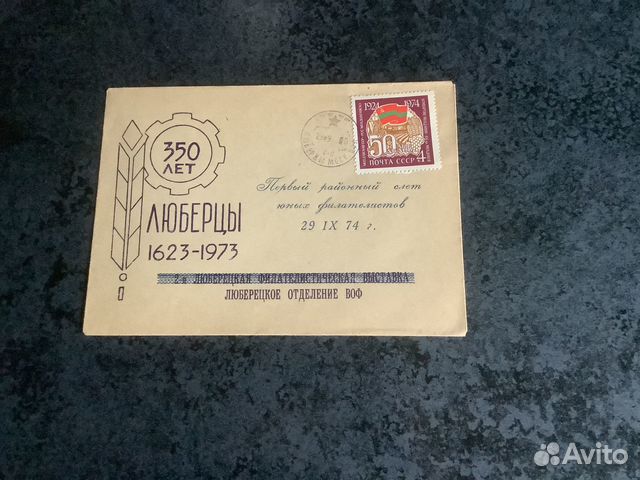 350
ЛЕТ
ЛЮБЕРЦЫ
1623-1973
1924 1974
50
ПОЧТА СССР 4
Первый районный слет
юных филателистов
29 IX 74 г.
2-я ЛЮБЕРЕЦКАЯ ФИЛАТЕЛИСТИЧЕСКАЯ ВЫСТАВКА
ЛЮБЕРЕЦКОЕ ОТДЕЛЕНИЕ ВОФ
Avito